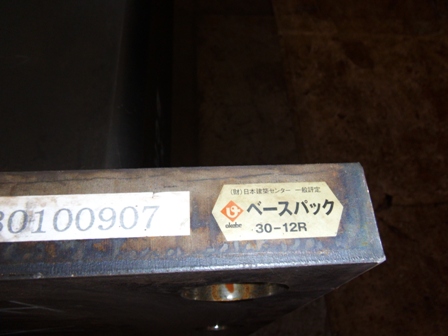 30100907
(財)日本建築センター 一般評定
ベースパック
okabe
30-12R